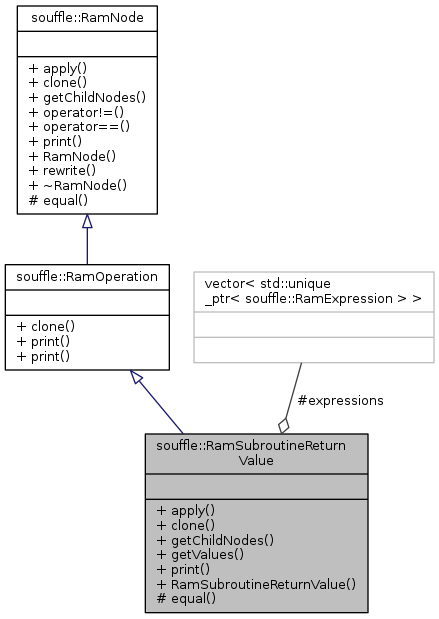 souffle::RamNode
+ apply()
+ clone()
+ getChildNodes()
+ operator!=()
+ operator==()
+ print()
+ RamNode()
+ rewrite()
+ ~RamNode()
# equal()
souffle::RamOperation
+ clone()
+ print()
+ print()
vector< std::unique
_ptr< souffle::RamExpression > >
#expressions
souffle::RamSubroutineReturn
Value
+ apply()
+ clone()
+ getChildNodes()
+ getValues()
+ print()
+ RamSubroutineReturnValue()
# equal()